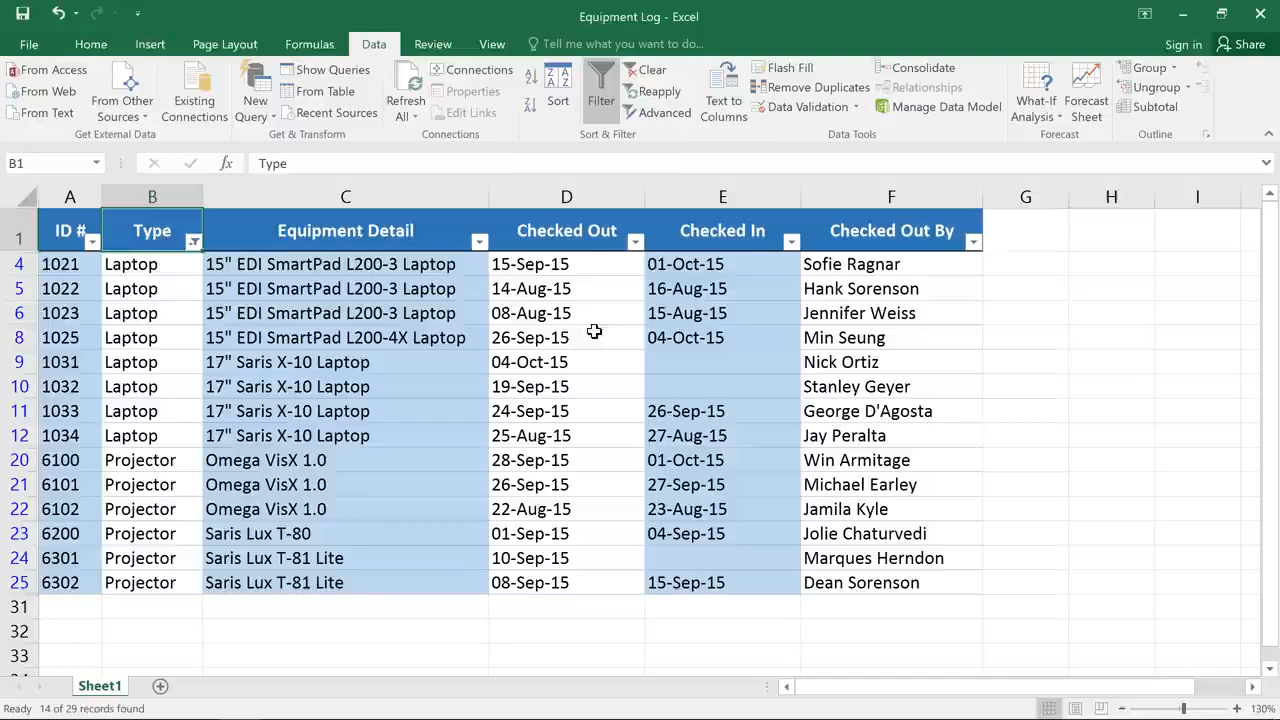 Equipment Log - Excel
File Home Insert Page Layout Formulas Data Review View Tell me what you want to do... Sign in Share
From Access
From Web
From Text
From Other Sources
Existing Connections
Get External Data
New Query
Show Queries
From Table
Recent Sources
Get & Transform
Refresh All
Connections
Properties
Edit Links
Connections
Sort
Filter
Clear
Reapply
Advanced
Sort & Filter
Text to Columns
Flash Fill
Remove Duplicates
Data Validation
Consolidate
Relationships
Manage Data Model
Data Tools
What-If Analysis
Forecast Sheet
Forecast
Group
Ungroup
Subtotal
Outline
B1 fx Type
A B C D E F G H I
1 ID # Type Equipment Detail Checked Out Checked In Checked Out By
4 1021 Laptop 15" EDI SmartPad L200-3 Laptop 15-Sep-15 01-Oct-15 Sofie Ragnar
5 1022 Laptop 15" EDI SmartPad L200-3 Laptop 14-Aug-15 16-Aug-15 Hank Sorenson
6 1023 Laptop 15" EDI SmartPad L200-3 Laptop 08-Aug-15 15-Aug-15 Jennifer Weiss
8 1025 Laptop 15" EDI SmartPad L200-4X Laptop 26-Sep-15 04-Oct-15 Min Seung
9 1031 Laptop 17" Saris X-10 Laptop 04-Oct-15 Nick Ortiz
10 1032 Laptop 17" Saris X-10 Laptop 19-Sep-15 Stanley Geyer
11 1033 Laptop 17" Saris X-10 Laptop 24-Sep-15 26-Sep-15 George D'Agosta
12 1034 Laptop 17" Saris X-10 Laptop 25-Aug-15 27-Aug-15 Jay Peralta
20 6100 Projector Omega VisX 1.0 28-Sep-15 01-Oct-15 Win Armitage
21 6101 Projector Omega VisX 1.0 26-Sep-15 27-Sep-15 Michael Earley
22 6102 Projector Omega VisX 1.0 22-Aug-15 23-Aug-15 Jamila Kyle
23 6200 Projector Saris Lux T-80 01-Sep-15 04-Sep-15 Jolie Chaturvedi
24 6301 Projector Saris Lux T-81 Lite 10-Sep-15 Marques Herndon
25 6302 Projector Saris Lux T-81 Lite 08-Sep-15 15-Sep-15 Dean Sorenson
31
32
33
Sheet1
Ready 14 of 29 records found 130%